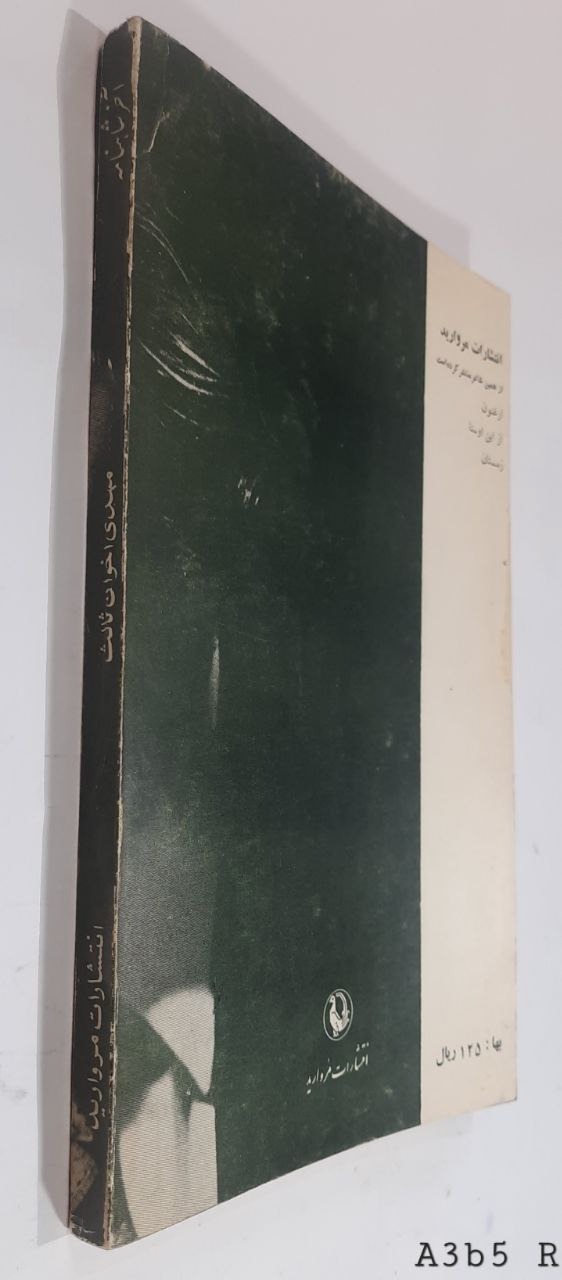 آخر شاهنامه
مهدی اخوان ثالث
انتشارات مروارید
انتشارات مروارید
از همین شاعر منتشر کرده‌است
ارغنون
از این اوستا
زمستان
انتشارات مروارید
بها: ۱۲۵ ریال
A3b5 R